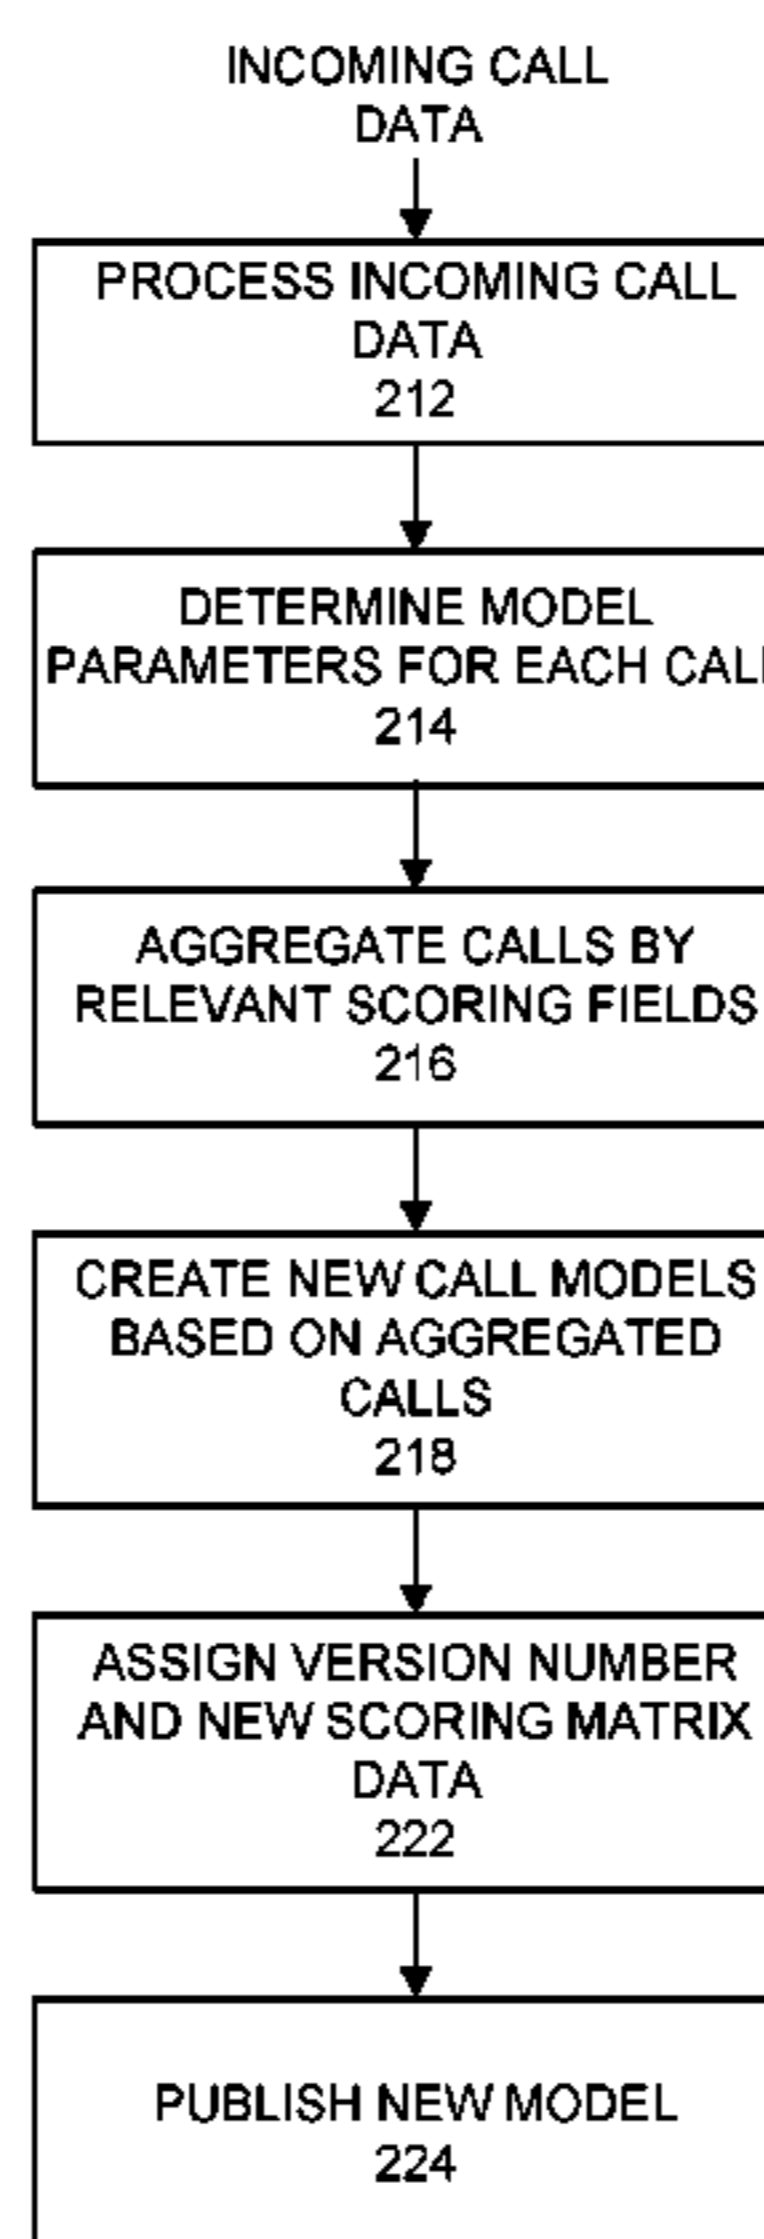 INCOMING CALL
DATA
PROCESS INCOMING CALL
DATA
212
DETERMINE MODEL
PARAMETERS FOR EACH CALL
214
AGGREGATE CALLS BY
RELEVANT SCORING FIELDS
216
CREATE NEW CALL MODELS
BASED ON AGGREGATED
CALLS
218
ASSIGN VERSION NUMBER
AND NEW SCORING MATRIX
DATA
222
PUBLISH NEW MODEL
224